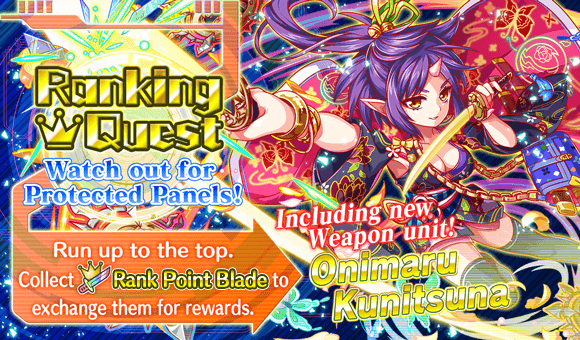 Ranking
Quest
Watch out for
Protected Panels!
Run up to the top.
Collect Rank Point Blade to
exchange them for rewards.
Including new
Weapon unit!
Onimaru
Kunitsuna